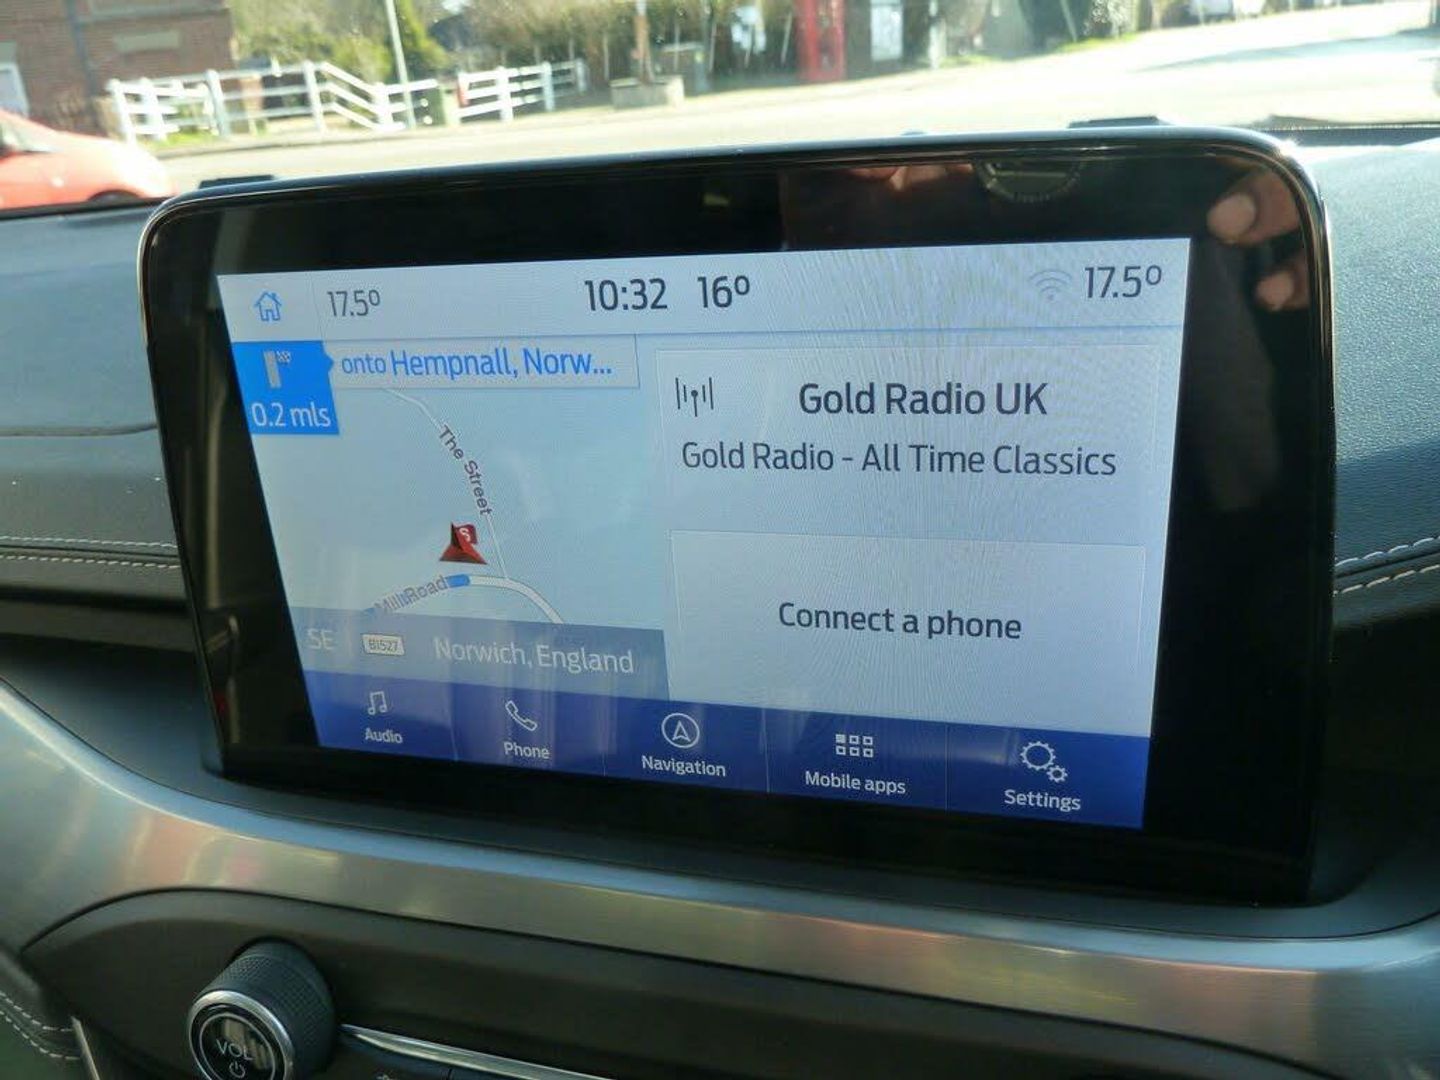 17.5° 10:32 16° 17.5°
onto Hempnall, Norw...
0.2 mls
The Street
S
Mill Road
SE B1527 Norwich, England
Gold Radio UK
Gold Radio - All Time Classics
Connect a phone
Audio Phone Navigation Mobile apps Settings
VOL